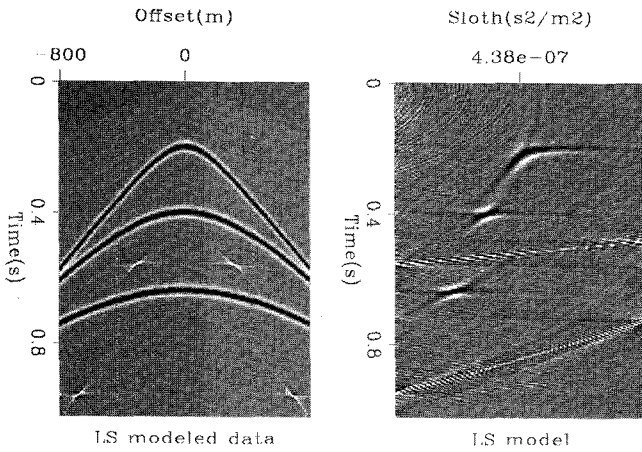 Offset(m)
-800 0
0
0.4
0.8
Time(s)
LS modeled data
Sloth(s2/m2)
4.38e-07
0
0.4
0.8
Time(s)
LS model